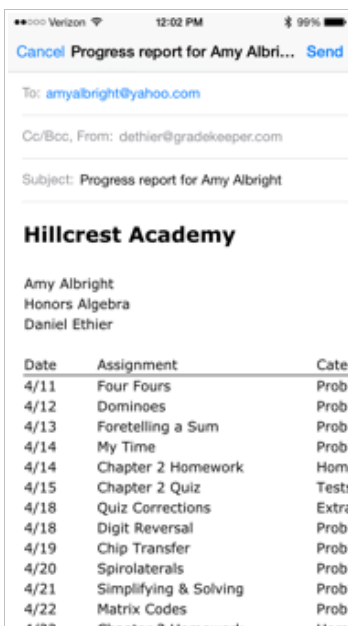 Verizon 12:02 PM 99%
Cancel Progress report for Amy Albri... Send
To: amyalbright@yahoo.com
Cc/Bcc, From: dethier@gradekeeper.com
Subject: Progress report for Amy Albright
Hillcrest Academy
Amy Albright
Honors Algebra
Daniel Ethier
Date Assignment Cate
4/11 Four Fours Prob
4/12 Dominoes Prob
4/13 Foretelling a Sum Prob
4/14 My Time Prob
4/14 Chapter 2 Homework Hom
4/15 Chapter 2 Quiz Tests
4/18 Quiz Corrections Extra
4/18 Digit Reversal Prob
4/19 Chip Transfer Prob
4/20 Spirolaterals Prob
4/21 Simplifying & Solving Prob
4/22 Matrix Codes Prob